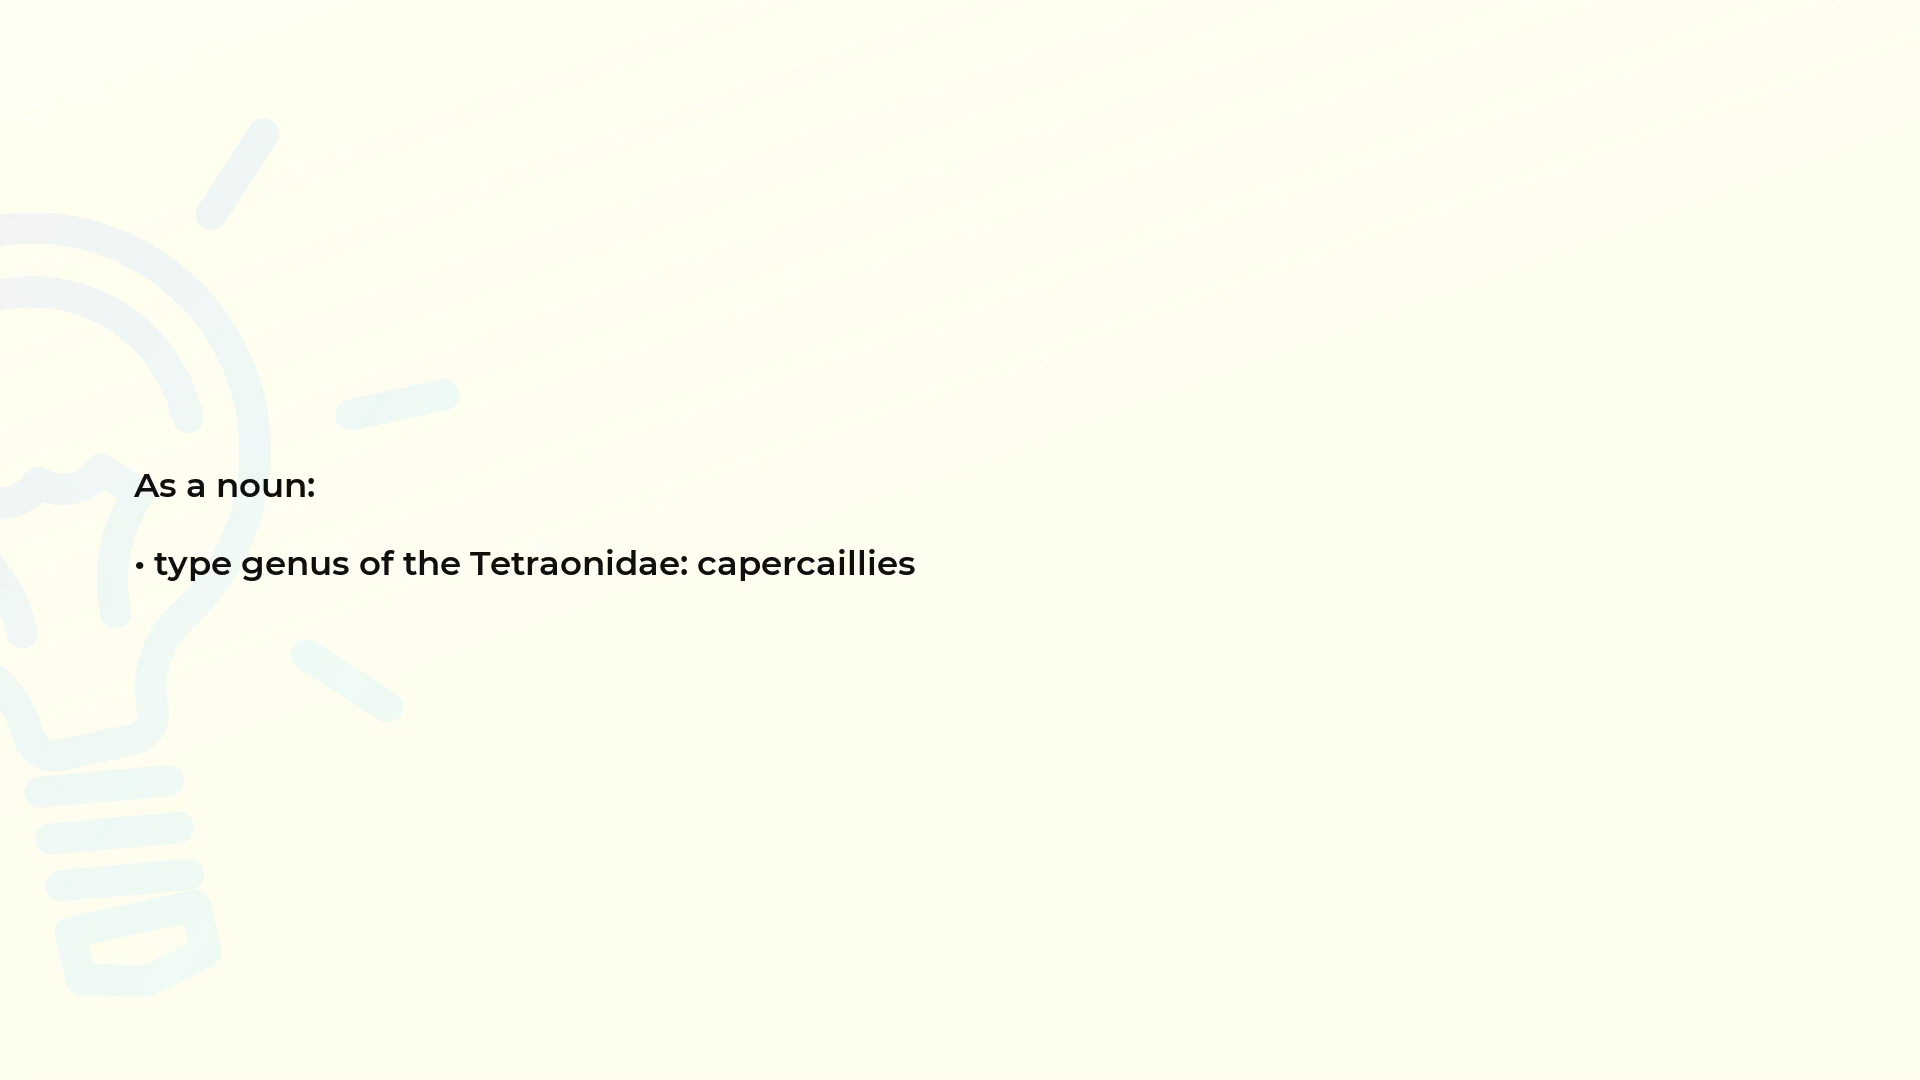 As a noun:
• type genus of the Tetraonidae: capercaillies